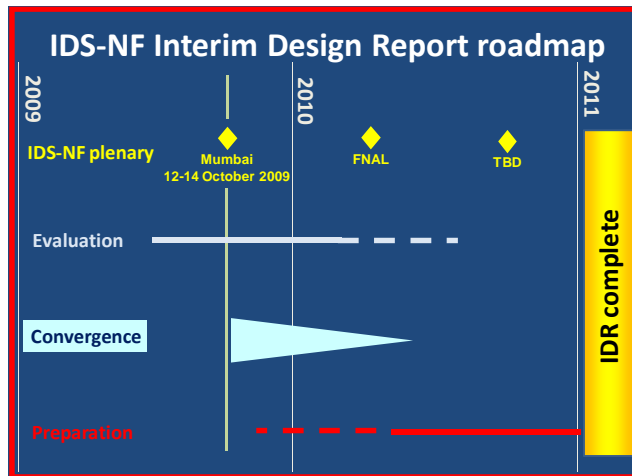 IDS-NF Interim Design Report roadmap
2009
2010
2011
IDS-NF plenary
Mumbai
12-14 October 2009
FNAL
TBD
Evaluation
Convergence
Preparation
IDR complete